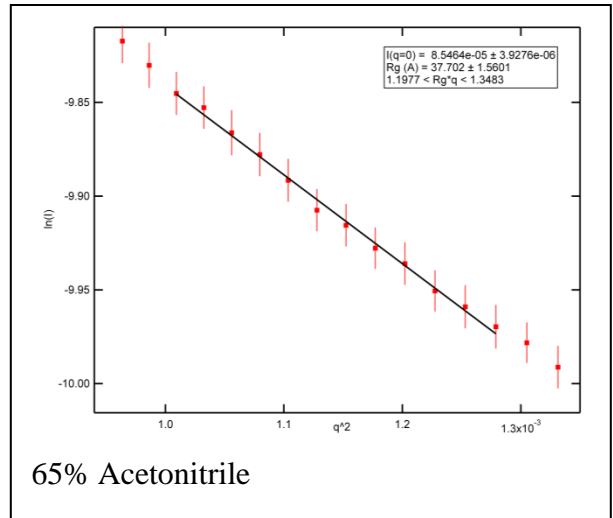 I(q=0) = 8.5464e-05 ± 3.9276e-06
Rg (A) = 37.702 ± 1.5601
1.1977 < Rg*q < 1.3483
-9.85
-9.90
ln(I)
-9.95
-10.00
1.0
1.1
q^2
1.2
1.3x10-3
65% Acetonitrile